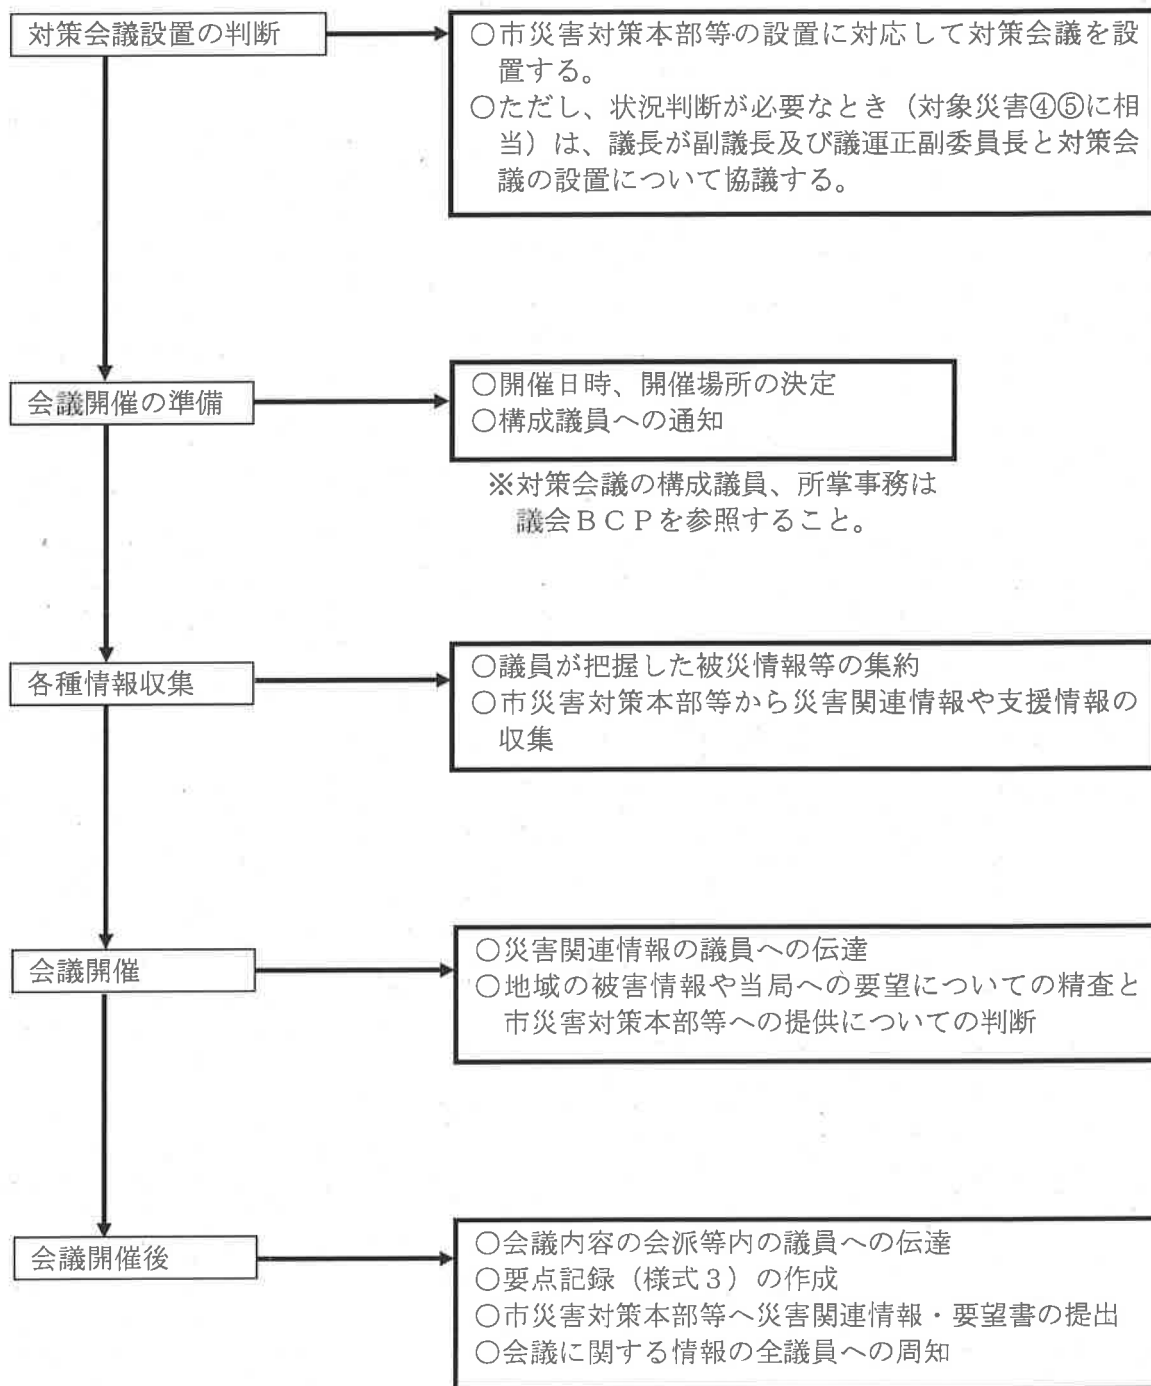 対策会議設置の判断
○市災害対策本部等の設置に対応して対策会議を設
置する。
○ただし、状況判断が必要なとき（対象災害④⑤に相
当）は、議長が副議長及び議運正副委員長と対策会
議の設置について協議する。
会議開催の準備
○開催日時、開催場所の決定
○構成議員への通知
※対策会議の構成議員、所掌事務は
議会ＢＣＰを参照すること。
各種情報収集
○議員が把握した被災情報等の集約
○市災害対策本部等から災害関連情報や支援情報の
収集
会議開催
○災害関連情報の議員への伝達
○地域の被害情報や当局への要望についての精査と
市災害対策本部等への提供についての判断
会議開催後
○会議内容の会派等内の議員への伝達
○要点記録（様式３）の作成
○市災害対策本部等へ災害関連情報・要望書の提出
○会議に関する情報の全議員への周知